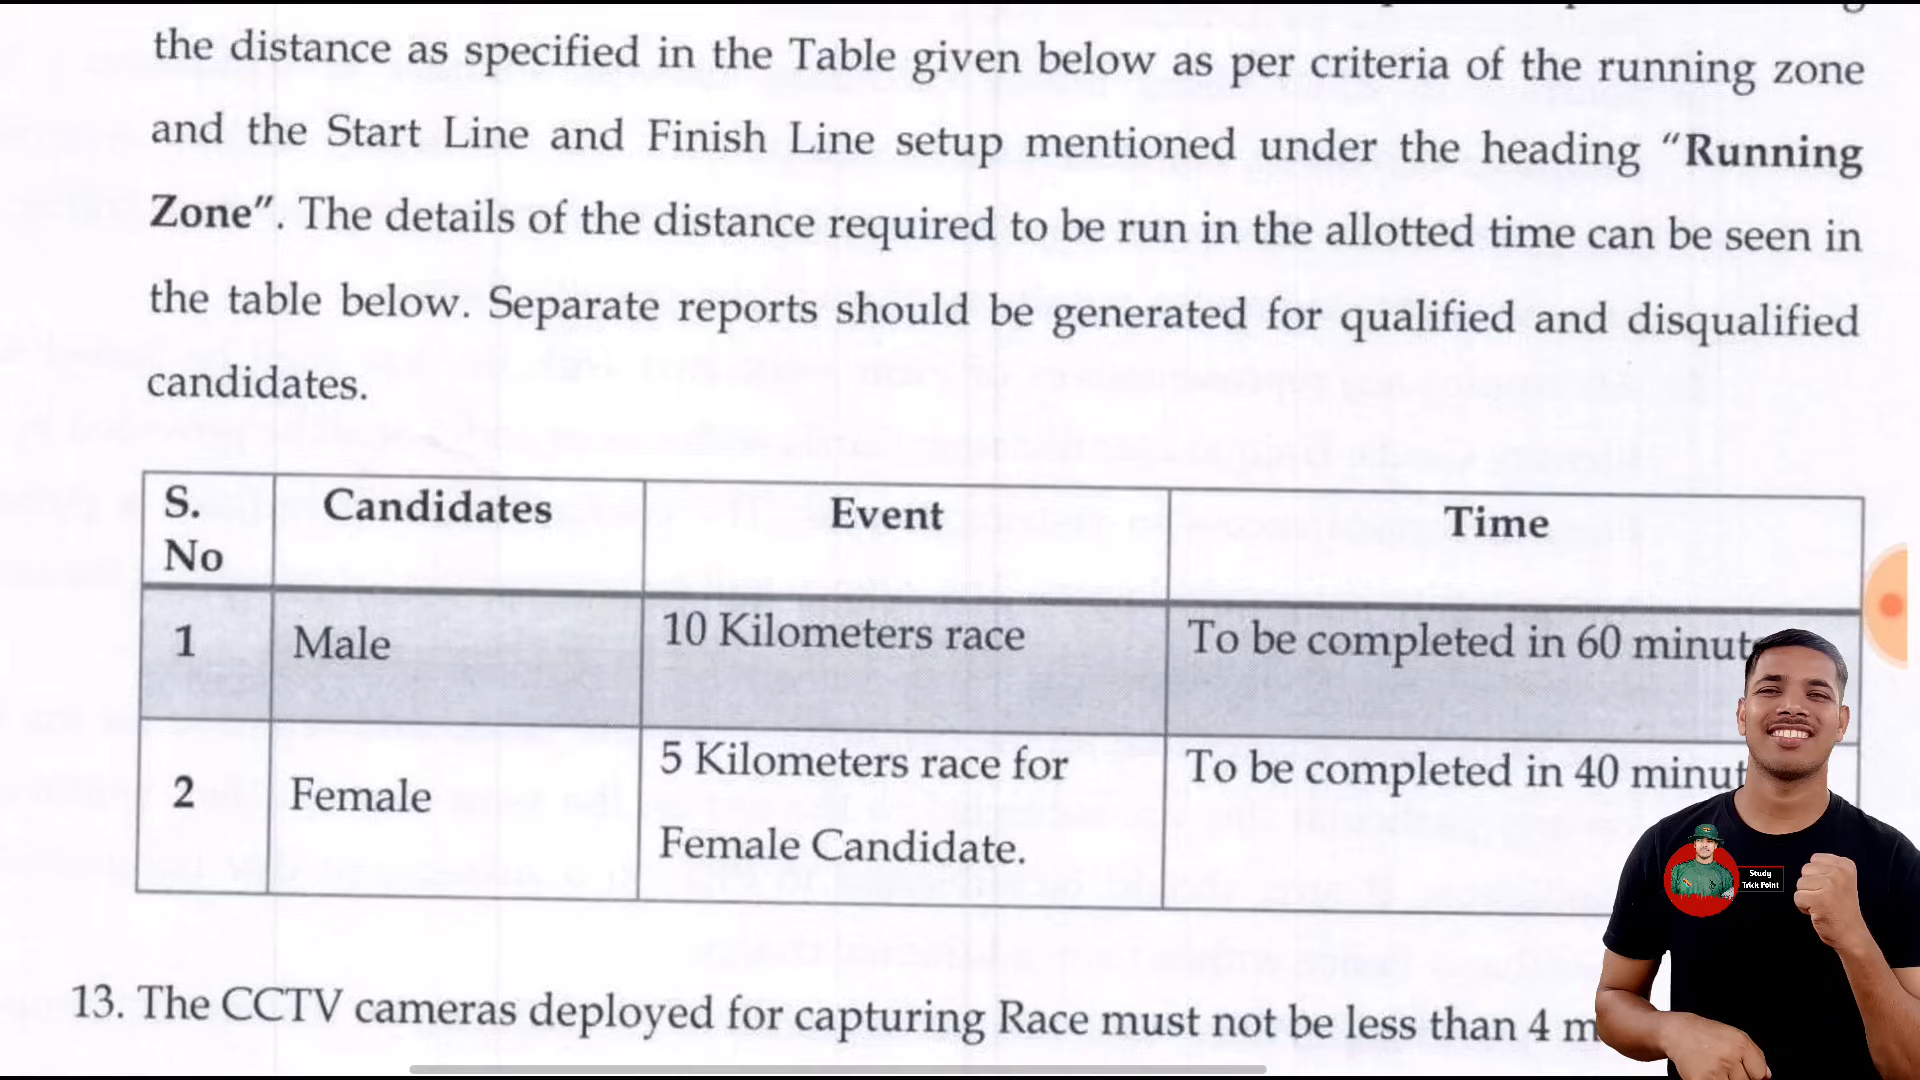 the distance as specified in the Table given below as per criteria of the running zone
and the Start Line and Finish Line setup mentioned under the heading “Running
Zone”. The details of the distance required to be run in the allotted time can be seen in
the table below. Separate reports should be generated for qualified and disqualified
candidates.
S. No Candidates Event Time
1 Male 10 Kilometers race To be completed in 60 minut
2 Female 5 Kilometers race for Female Candidate. To be completed in 40 minut
13. The CCTV cameras deployed for capturing Race must not be less than 4 m
Study
Trick Point